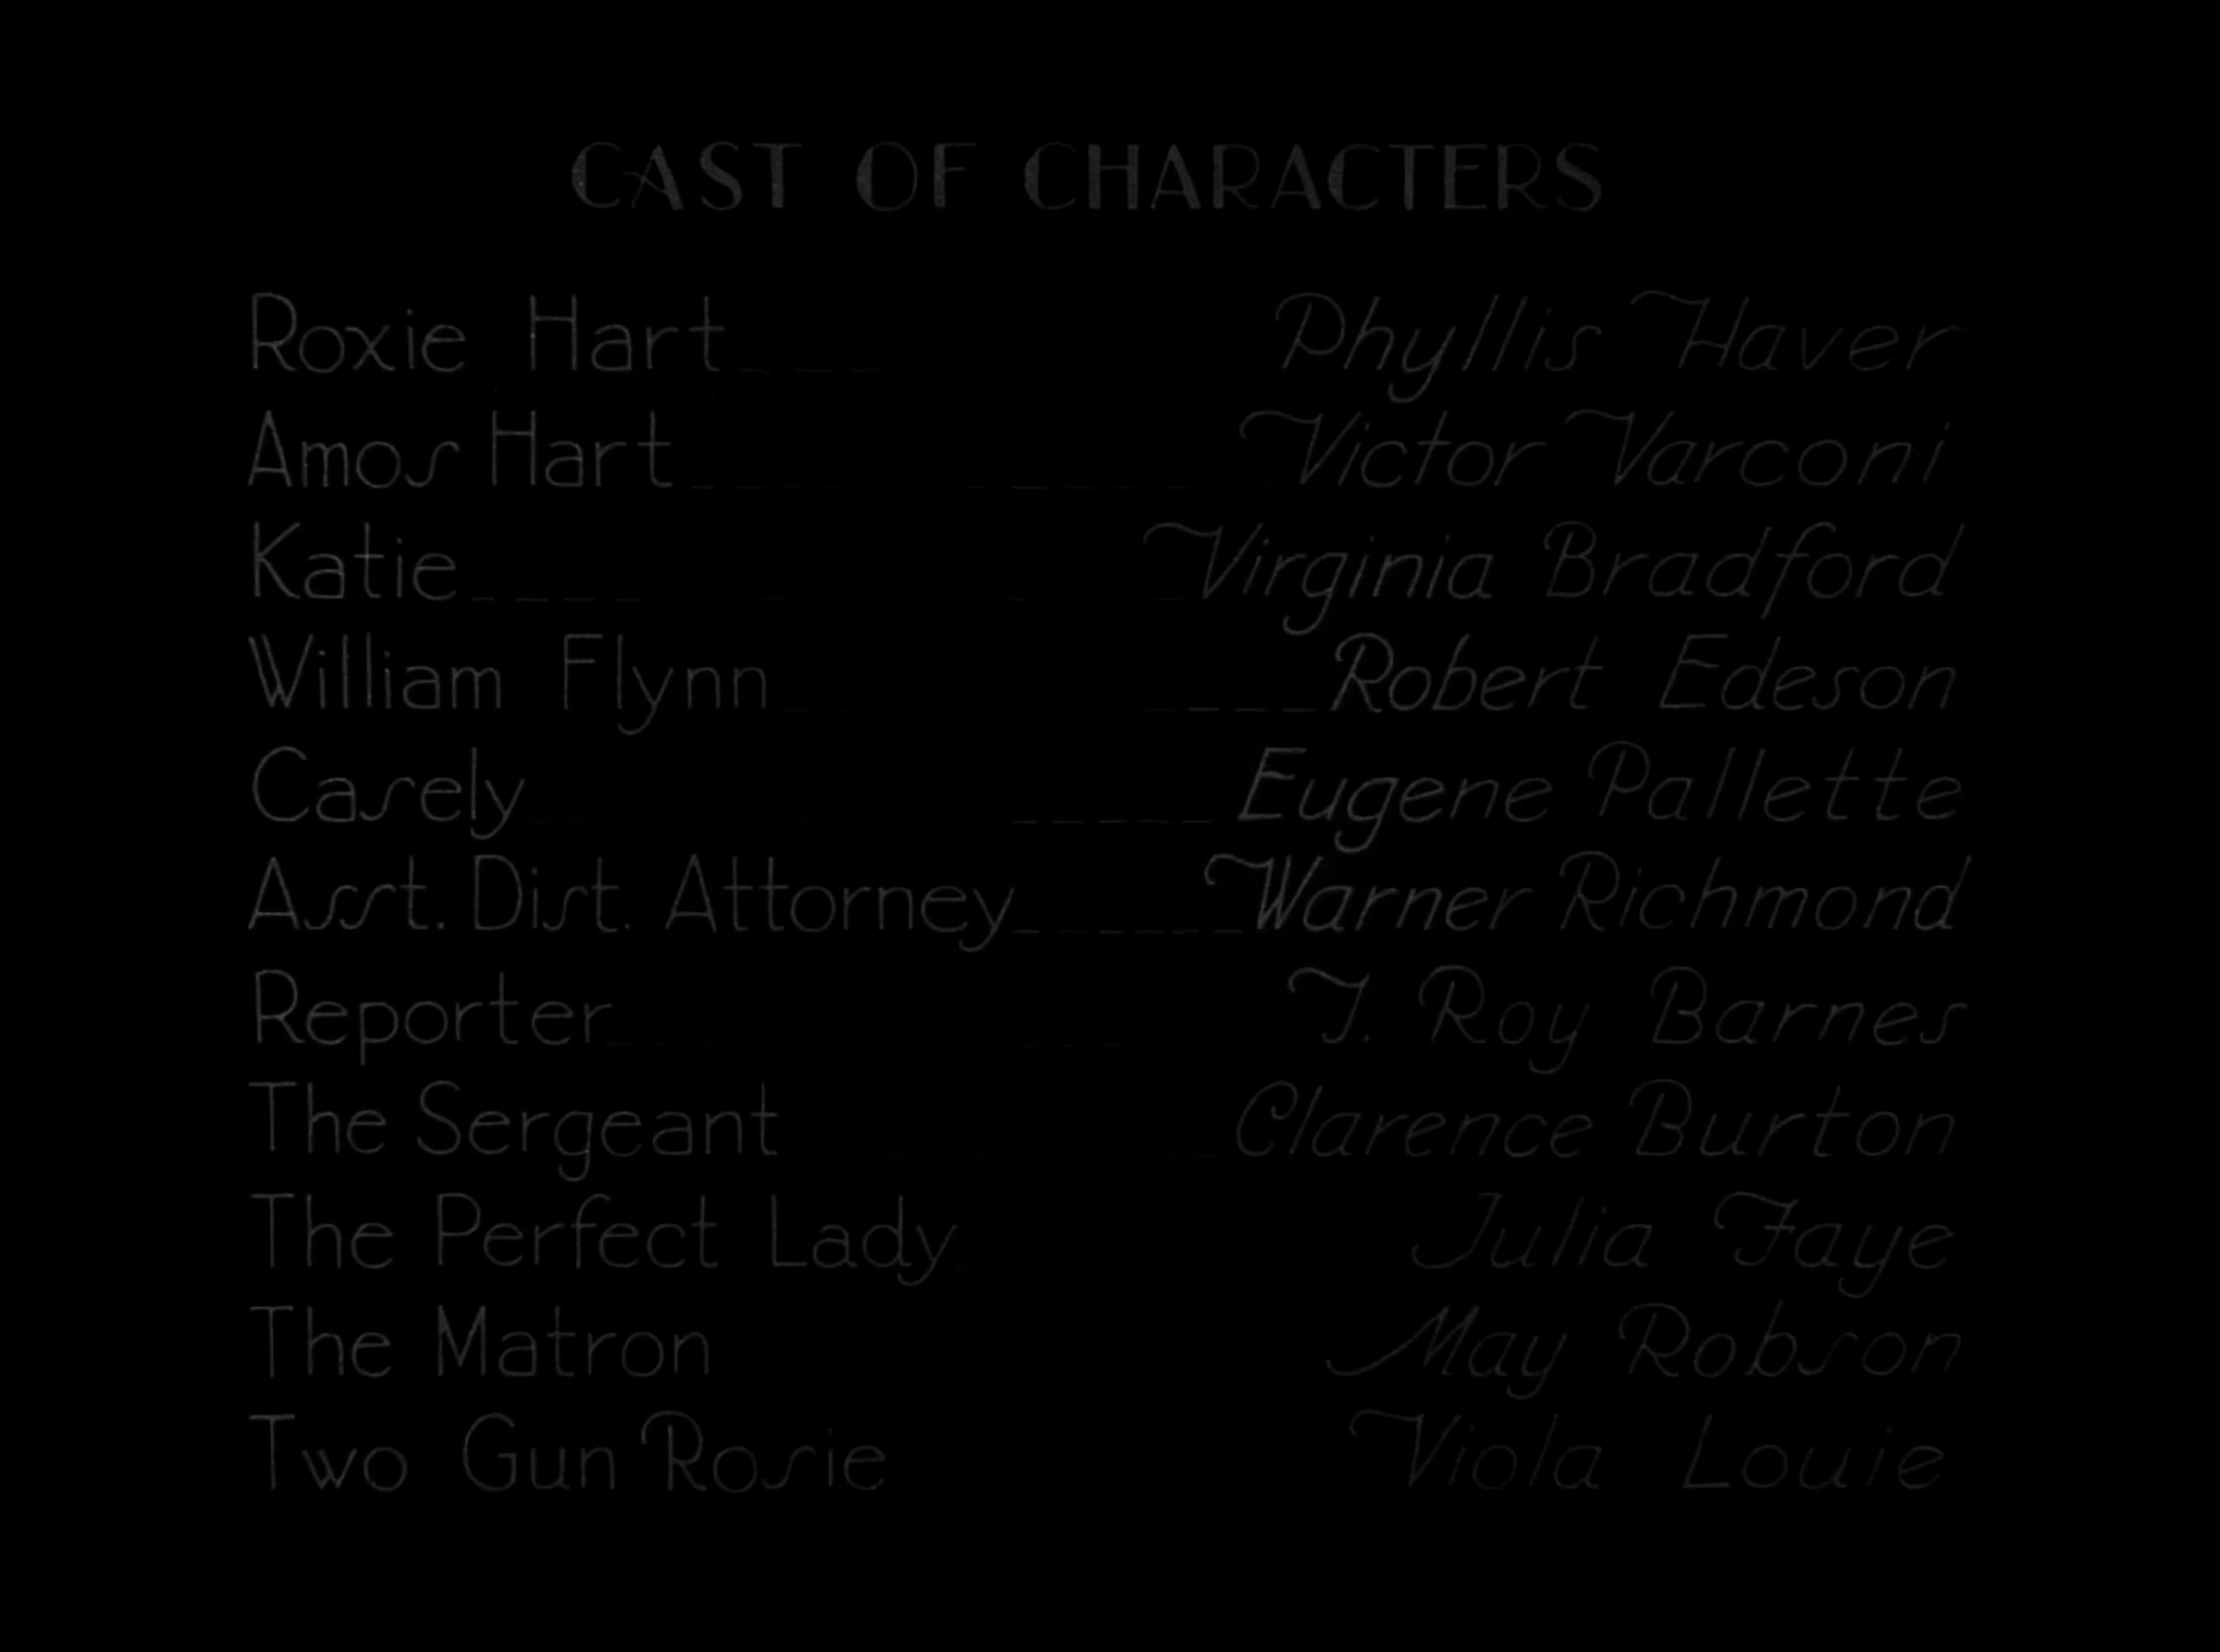 CAST OF CHARACTERS
Roxie Hart Phyllis Haver
Amos Hart Victor Varconi
Katie Virginia Bradford
William Flynn Robert Edeson
Casely Eugene Pallette
Asst. Dist. Attorney Warner Richmond
Reporter T. Roy Barnes
The Sergeant Clarence Burton
The Perfect Lady Julia Faye
The Matron May Robson
Two Gun Rosie Viola Louie